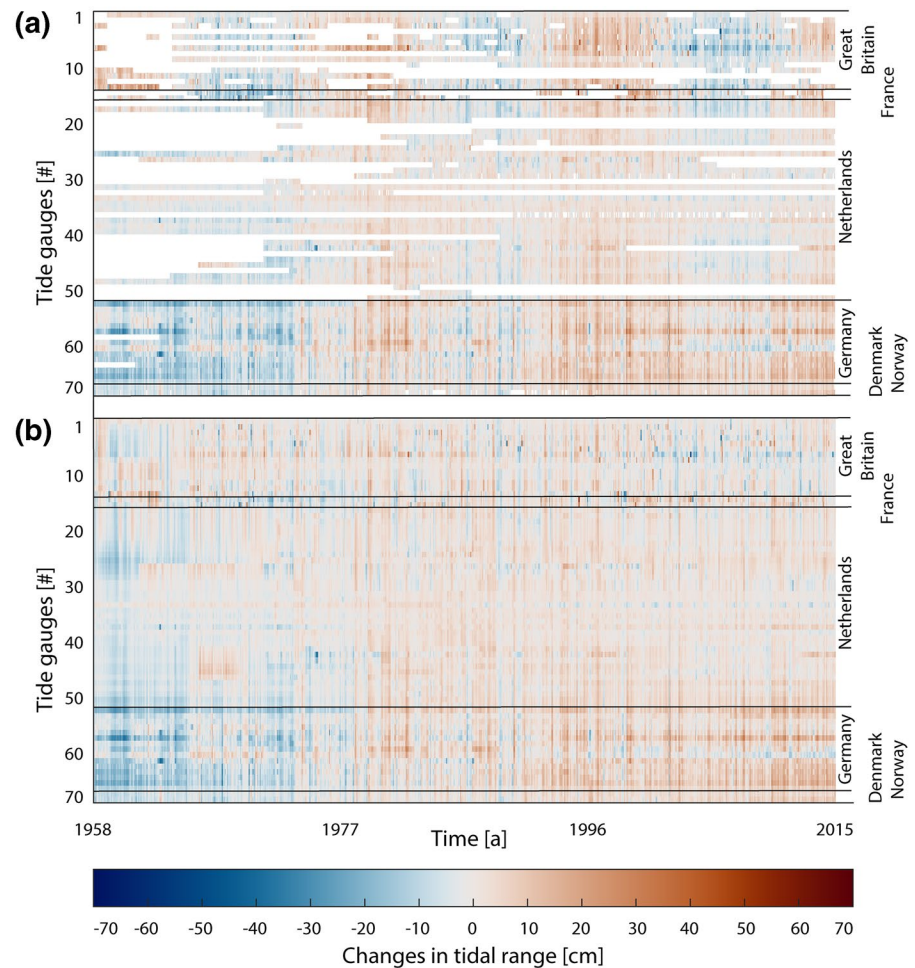 (a)
1
10
20
30
40
50
60
70
Tide gauges [#]
Great
Britain
France
Netherlands
Germany
Denmark
Norway
(b)
1
10
20
30
40
50
60
70
Tide gauges [#]
Great
Britain
France
Netherlands
Germany
Denmark
Norway
1958 1977 1996 2015
Time [a]
-70 -60 -50 -40 -30 -20 -10 0 10 20 30 40 50 60 70
Changes in tidal range [cm]